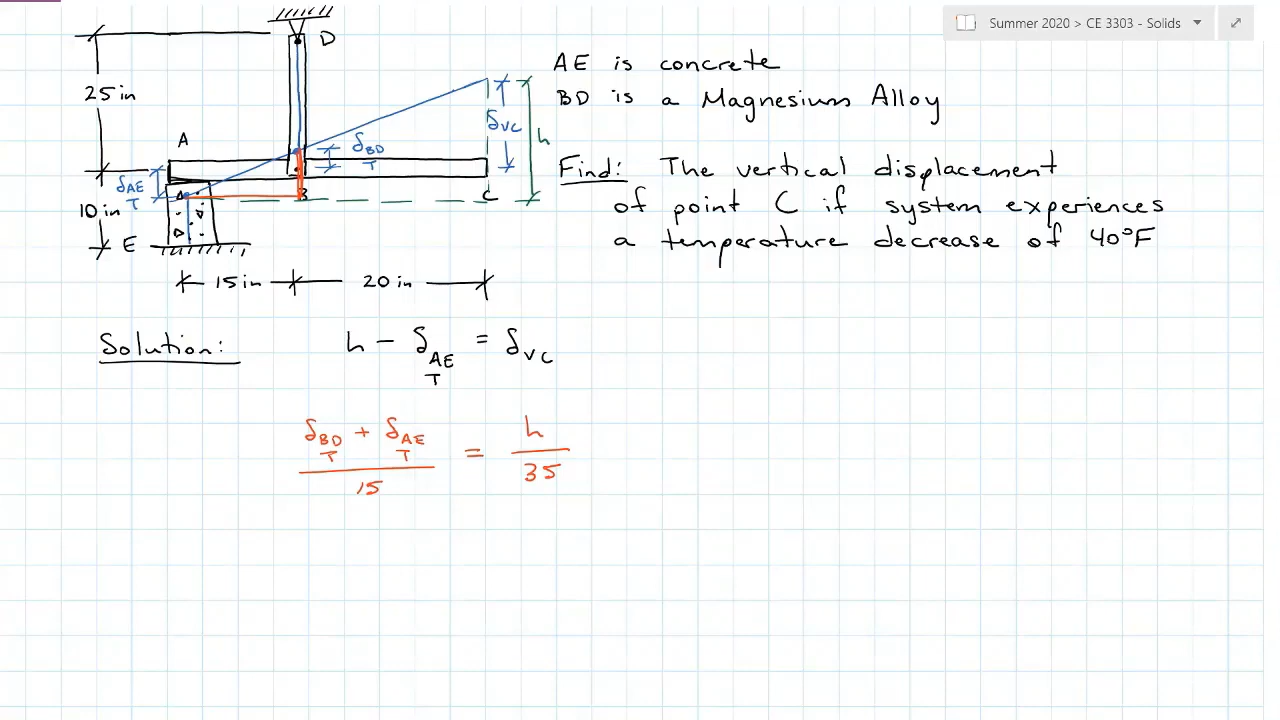 Summer 2020 > CE 3303 - Solids
D
25 in
A
δAE
T
10 in
E
δBD
T
B
δVC
h
C
15 in
20 in
AE is concrete
BD is a Magnesium Alloy
Find: The vertical displacement
of point C if system experiences
a temperature decrease of 40°F
Solution: h - δAE = δVC
T
δBD + δAE = h
T T
15 35